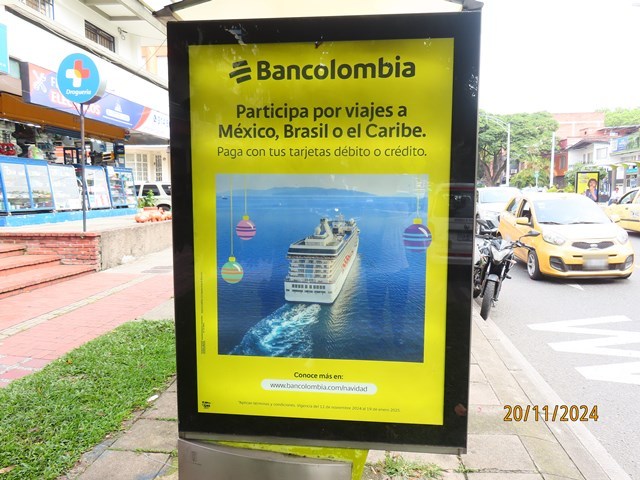 Bancolombia
Participa por viajes a
México, Brasil o el Caribe.
Paga con tus tarjetas débito o crédito.
Conoce más en:
www.bancolombia.com/navidad
Droguería
20/11/2024